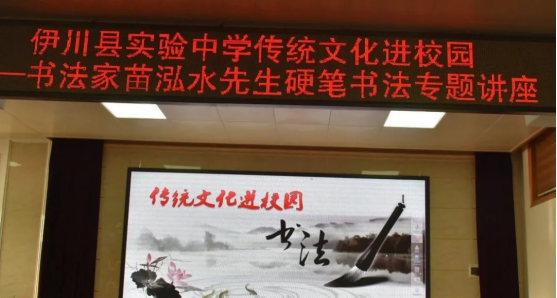 伊川县实验中学传统文化进校园
—书法家苗泓水先生硬笔书法专题讲座
传统文化进校园
书法